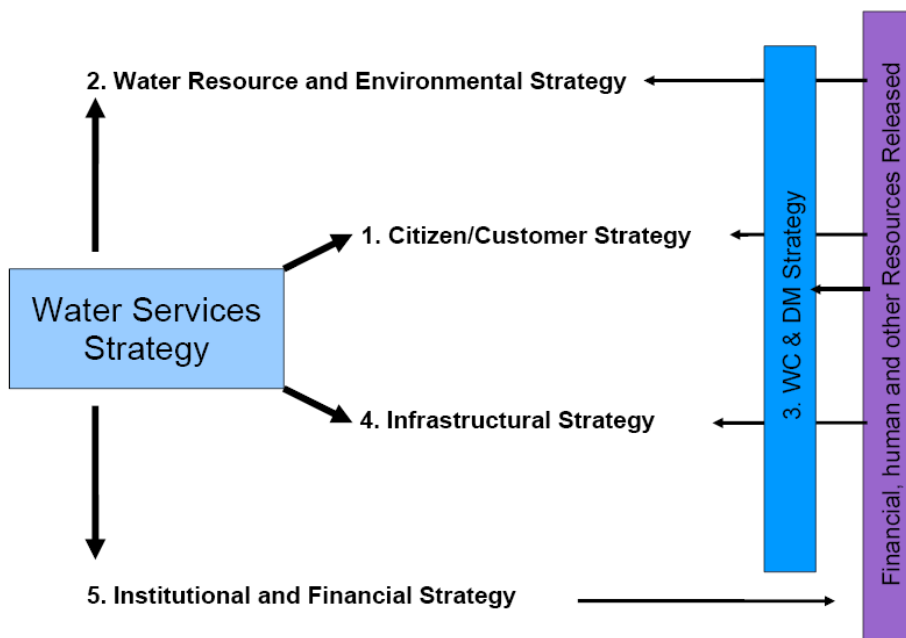 2. Water Resource and Environmental Strategy
1. Citizen/Customer Strategy
Water Services
Strategy
4. Infrastructural Strategy
5. Institutional and Financial Strategy
3. WC & DM Strategy
Financial, human and other Resources Released